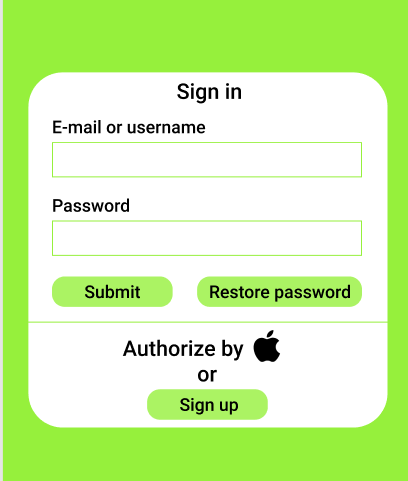 Sign in
E-mail or username
Password
Submit
Restore password
Authorize by
or
Sign up